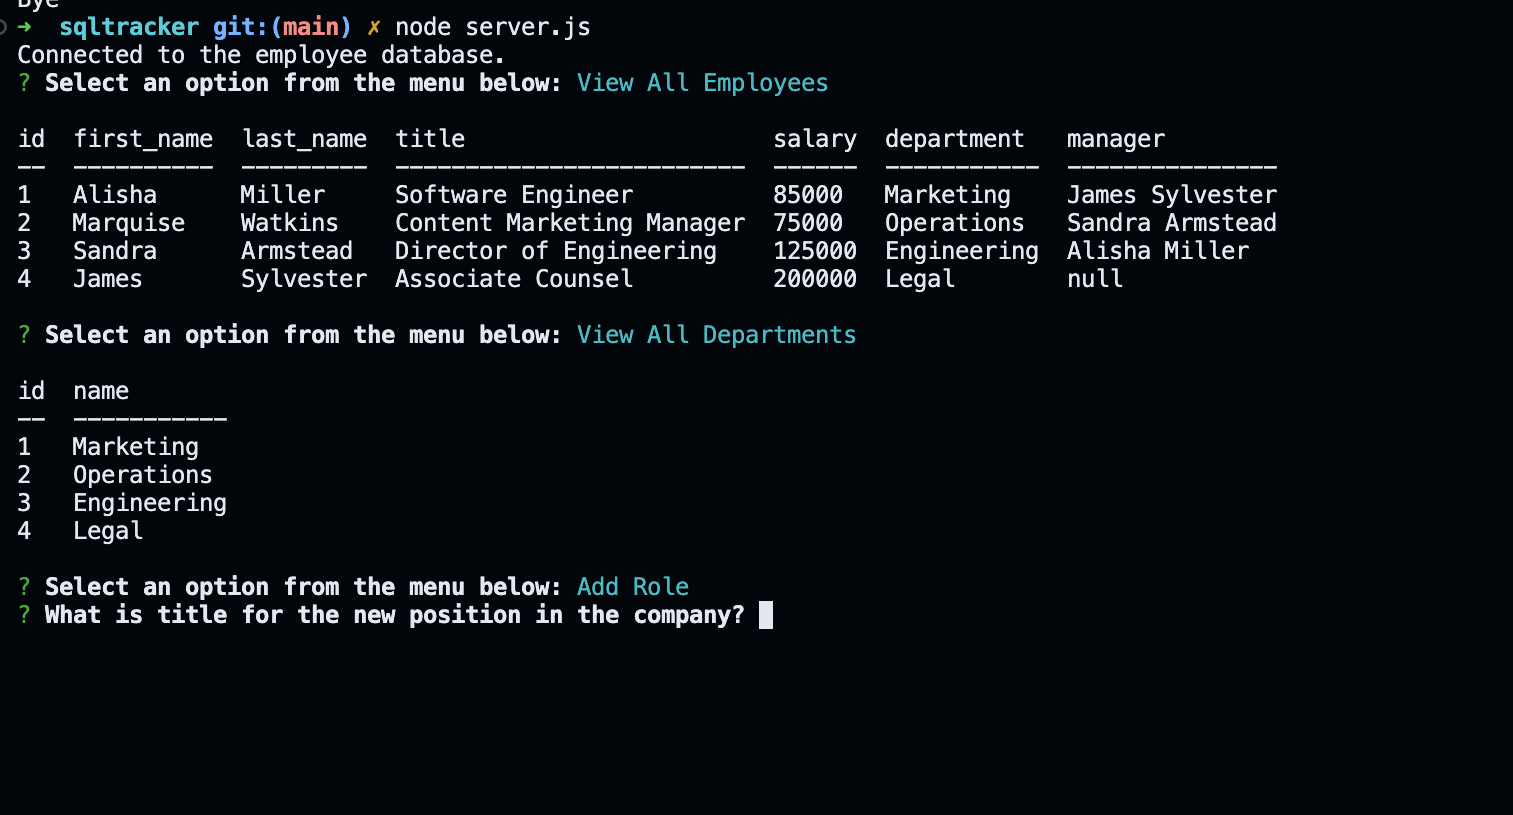 Bye
➜  sqltracker git:(main) ✗ node server.js
Connected to the employee database.
? Select an option from the menu below: View All Employees
id  first_name  last_name  title                      salary  department   manager
--  ----------  ---------  -------------------------  ------  -----------  ---------------
1   Alisha      Miller     Software Engineer          85000   Marketing    James Sylvester
2   Marquise    Watkins    Content Marketing Manager  75000   Operations   Sandra Armstead
3   Sandra      Armstead   Director of Engineering    125000  Engineering  Alisha Miller
4   James       Sylvester  Associate Counsel          200000  Legal        null
? Select an option from the menu below: View All Departments
id  name
--  -----------
1   Marketing
2   Operations
3   Engineering
4   Legal
? Select an option from the menu below: Add Role
? What is title for the new position in the company?